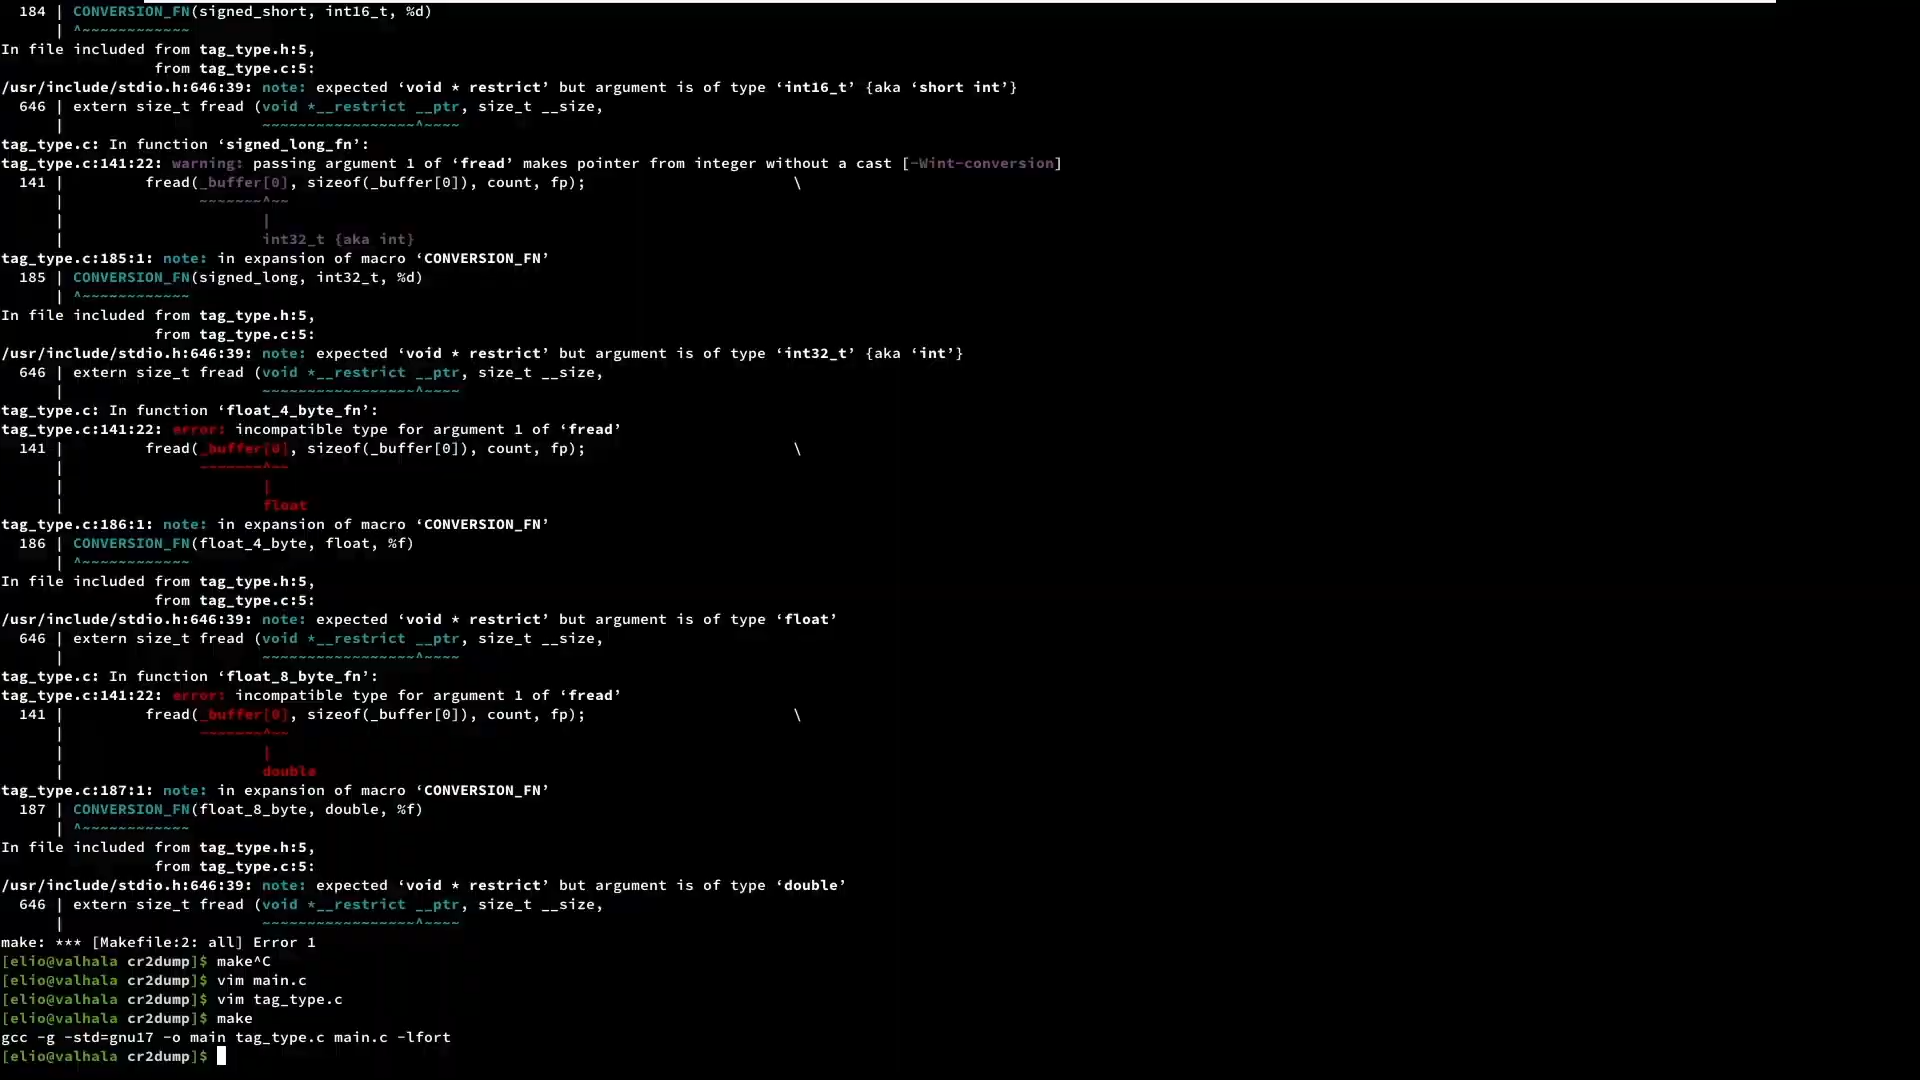 184 | CONVERSION_FN(signed_short, int16_t, %d)
| ^~~~~~~~~~~~~
In file included from tag_type.h:5,
from tag_type.c:5:
/usr/include/stdio.h:646:39: note: expected ‘void * restrict’ but argument is of type ‘int16_t’ {aka ‘short int’}
646 | extern size_t fread (void *__restrict __ptr, size_t __size,
| ~~~~~~~~~~~~~~~~~^~~~~
tag_type.c: In function ‘signed_long_fn’:
tag_type.c:141:22: warning: passing argument 1 of ‘fread’ makes pointer from integer without a cast [-Wint-conversion]
141 | fread(_buffer[0], sizeof(_buffer[0]), count, fp); \
| ~~~~~~~^~~
| |
| int32_t {aka int}
tag_type.c:185:1: note: in expansion of macro ‘CONVERSION_FN’
185 | CONVERSION_FN(signed_long, int32_t, %d)
| ^~~~~~~~~~~~~
In file included from tag_type.h:5,
from tag_type.c:5:
/usr/include/stdio.h:646:39: note: expected ‘void * restrict’ but argument is of type ‘int32_t’ {aka ‘int’}
646 | extern size_t fread (void *__restrict __ptr, size_t __size,
| ~~~~~~~~~~~~~~~~~^~~~~
tag_type.c: In function ‘float_4_byte_fn’:
tag_type.c:141:22: error: incompatible type for argument 1 of ‘fread’
141 | fread(_buffer[0], sizeof(_buffer[0]), count, fp); \
| ~~~~~~~^~~
| |
| float
tag_type.c:186:1: note: in expansion of macro ‘CONVERSION_FN’
186 | CONVERSION_FN(float_4_byte, float, %f)
| ^~~~~~~~~~~~~
In file included from tag_type.h:5,
from tag_type.c:5:
/usr/include/stdio.h:646:39: note: expected ‘void * restrict’ but argument is of type ‘float’
646 | extern size_t fread (void *__restrict __ptr, size_t __size,
| ~~~~~~~~~~~~~~~~~^~~~~
tag_type.c: In function ‘float_8_byte_fn’:
tag_type.c:141:22: error: incompatible type for argument 1 of ‘fread’
141 | fread(_buffer[0], sizeof(_buffer[0]), count, fp); \
| ~~~~~~~^~~
| |
| double
tag_type.c:187:1: note: in expansion of macro ‘CONVERSION_FN’
187 | CONVERSION_FN(float_8_byte, double, %f)
| ^~~~~~~~~~~~~
In file included from tag_type.h:5,
from tag_type.c:5:
/usr/include/stdio.h:646:39: note: expected ‘void * restrict’ but argument is of type ‘double’
646 | extern size_t fread (void *__restrict __ptr, size_t __size,
| ~~~~~~~~~~~~~~~~~^~~~~
make: *** [Makefile:2: all] Error 1
[elio@valhala cr2dump]$ make^C
[elio@valhala cr2dump]$ vim main.c
[elio@valhala cr2dump]$ vim tag_type.c
[elio@valhala cr2dump]$ make
gcc -g -std=gnu17 -o main tag_type.c main.c -lfort
[elio@valhala cr2dump]$